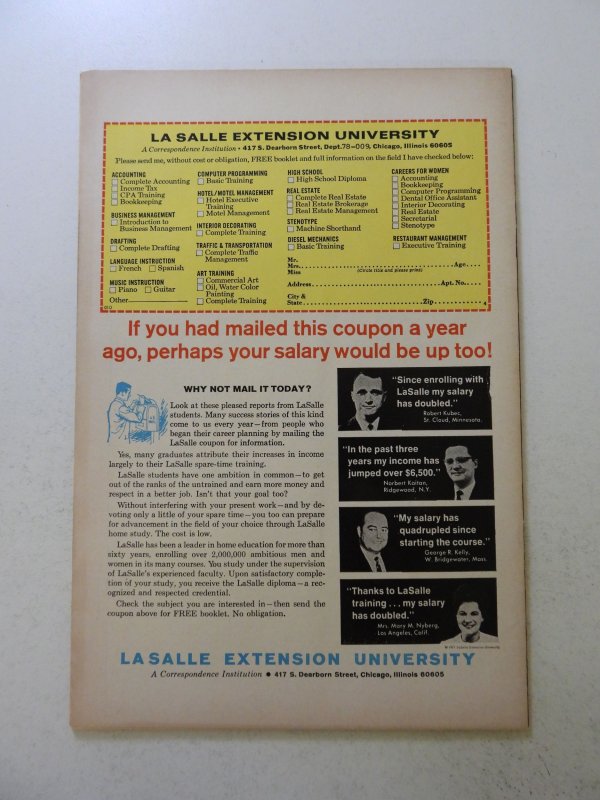 LA SALLE EXTENSION UNIVERSITY
A Correspondence Institution • 417 S. Dearborn Street, Dept. 78-009, Chicago, Illinois 60605
Please send me, without cost or obligation, FREE booklet and full information on the field I have checked below:
ACCOUNTING
Complete Accounting
Income Tax
CPA Training
Bookkeeping
BUSINESS MANAGEMENT
Introduction to
Business Management
DRAFTING
Complete Drafting
LANGUAGE INSTRUCTION
French Spanish
MUSIC INSTRUCTION
Piano Guitar
Other
COMPUTER PROGRAMMING
Basic Training
HOTEL/MOTEL MANAGEMENT
Hotel Executive
Training
Motel Management
INTERIOR DECORATING
Complete Training
TRAFFIC & TRANSPORTATION
Complete Traffic
Management
ART TRAINING
Commercial Art
Oil, Water Color
Painting
Complete Training
HIGH SCHOOL
High School Diploma
REAL ESTATE
Complete Real Estate
Real Estate Brokerage
Real Estate Management
STENOTYPE
Machine Shorthand
DIESEL MECHANICS
Basic Training
CAREERS FOR WOMEN
Accounting
Bookkeeping
Computer Programming
Dental Office Assistant
Interior Decorating
Real Estate
Secretarial
Stenotype
RESTAURANT MANAGEMENT
Executive Training
Mr.
Mrs. Age
Miss (Circle title and please print)
Address Apt. No.
City &
State Zip
If you had mailed this coupon a year
ago, perhaps your salary would be up too!
WHY NOT MAIL IT TODAY?
Look at these pleased reports from LaSalle
students. Many success stories of this kind
come to us every year—from people who
began their career planning by mailing the
LaSalle coupon for information.
Yes, many graduates attribute their increases in income
largely to their LaSalle spare-time training.
LaSalle students have one ambition in common—to get
out of the ranks of the untrained and earn more money and
respect in a better job. Isn't that your goal too?
Without interfering with your present work—and by de-
voting only a little of your spare time—you too can prepare
for advancement in the field of your choice through LaSalle
home study. The cost is low.
LaSalle has been a leader in home education for more than
sixty years, enrolling over 2,000,000 ambitious men and
women in its many courses. You study under the supervision
of LaSalle's experienced faculty. Upon satisfactory comple-
tion of your study, you receive the LaSalle diploma—a rec-
ognized and respected credential.
Check the subject you are interested in—then send the
coupon above for FREE booklet. No obligation.
"Since enrolling with
LaSalle my salary
has doubled."
Robert Kubec,
St. Cloud, Minnesota.
"In the past three
years my income has
jumped over $6,500."
Norbert Kaitan,
Ridgewood, N.Y.
"My salary has
quadrupled since
starting the course."
George R. Kelly,
W. Bridgewater, Mass.
"Thanks to LaSalle
training . . . my salary
has doubled."
Mrs. Mary M. Nyberg,
Los Angeles, Calif.
LA SALLE EXTENSION UNIVERSITY
A Correspondence Institution • 417 S. Dearborn Street, Chicago, Illinois 60605